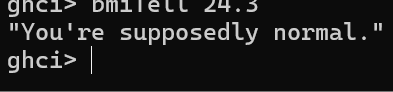 ghci> bmiTell 24.3
"You're supposedly normal."
ghci>